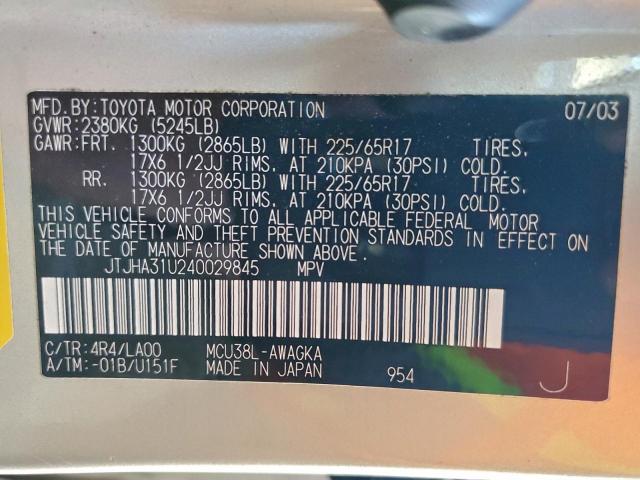 MFD.BY:TOYOTA MOTOR CORPORATION 07/03
GVWR:2380KG (5245LB)
GAWR:FRT. 1300KG (2865LB) WITH 225/65R17 TIRES,
17X6 1/2JJ RIMS, AT 210KPA (30PSI) COLD.
RR. 1300KG (2865LB) WITH 225/65R17 TIRES,
17X6 1/2JJ RIMS, AT 210KPA (30PSI) COLD.
THIS VEHICLE CONFORMS TO ALL APPLICABLE FEDERAL MOTOR
VEHICLE SAFETY AND THEFT PREVENTION STANDARDS IN EFFECT ON
THE DATE OF MANUFACTURE SHOWN ABOVE.
JTJHA31U240029845 MPV
C/TR:4R4/LA00 MCU38L-AWAGKA
A/TM:-01B/U151F MADE IN JAPAN 954 J